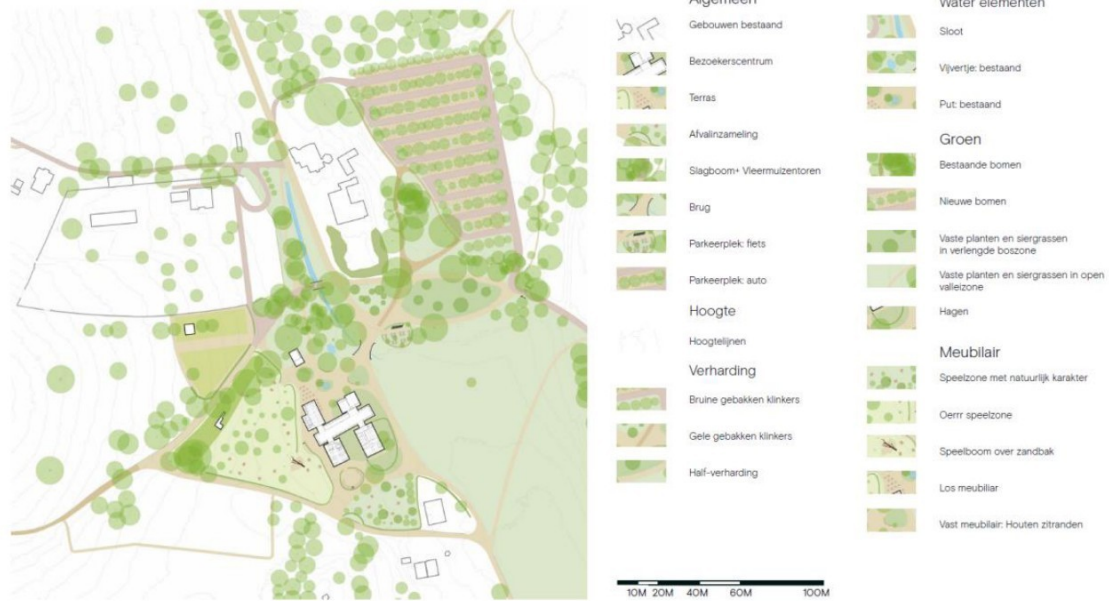 Algemeen
Gebouwen bestaand
Bezoekerscentrum
Terras
Afvalinzameling
Slagboom+ Vleermuizentoren
Brug
Parkeerplek: fiets
Parkeerplek: auto
Hoogte
Hoogtelijnen
Verharding
Bruine gebakken klinkers
Gele gebakken klinkers
Half-verharding
10M 20M 40M 60M 100M
Water elementen
Sloot
Vijvertje: bestaand
Put: bestaand
Groen
Bestaande bomen
Nieuwe bomen
Vaste planten en siergrassen
in verlengde boszone
Vaste planten en siergrassen in open
valleizone
Hagen
Meubilair
Speelzone met natuurlijk karakter
Oerrr speelzone
Speelboom over zandbak
Los meubiliar
Vast meubilair: Houten zitranden